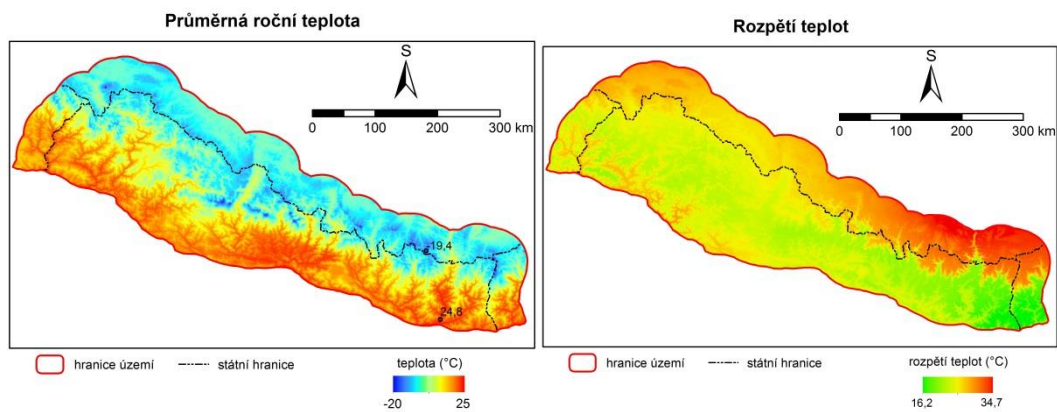 Průměrná roční teplota
S
0 100 200 300 km
-19,4
24,8
hranice území státní hranice
teplota (°C)
-20 25
Rozpětí teplot
S
0 100 200 300 km
hranice území státní hranice
rozpětí teplot (°C)
16,2 34,7